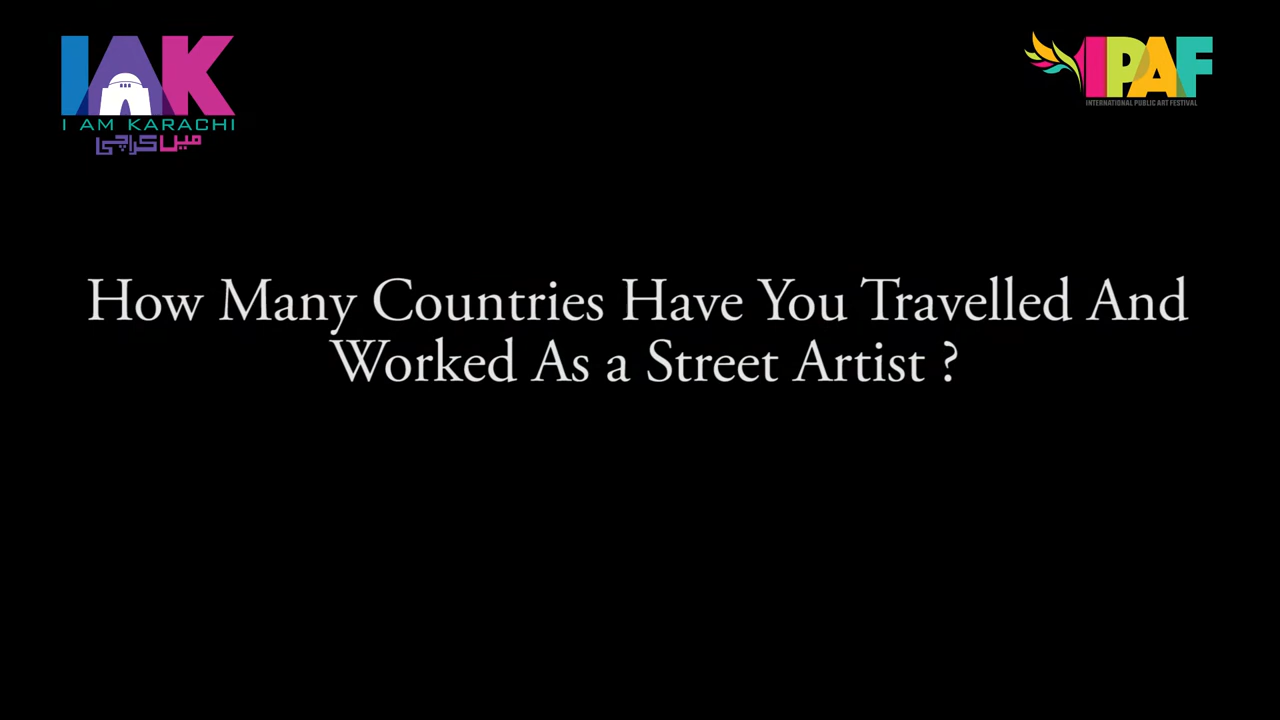 IAK
I AM KARACHI
میں کراچی
IPAF
INTERNATIONAL PUBLIC ART FESTIVAL
How Many Countries Have You Travelled And
Worked As a Street Artist ?